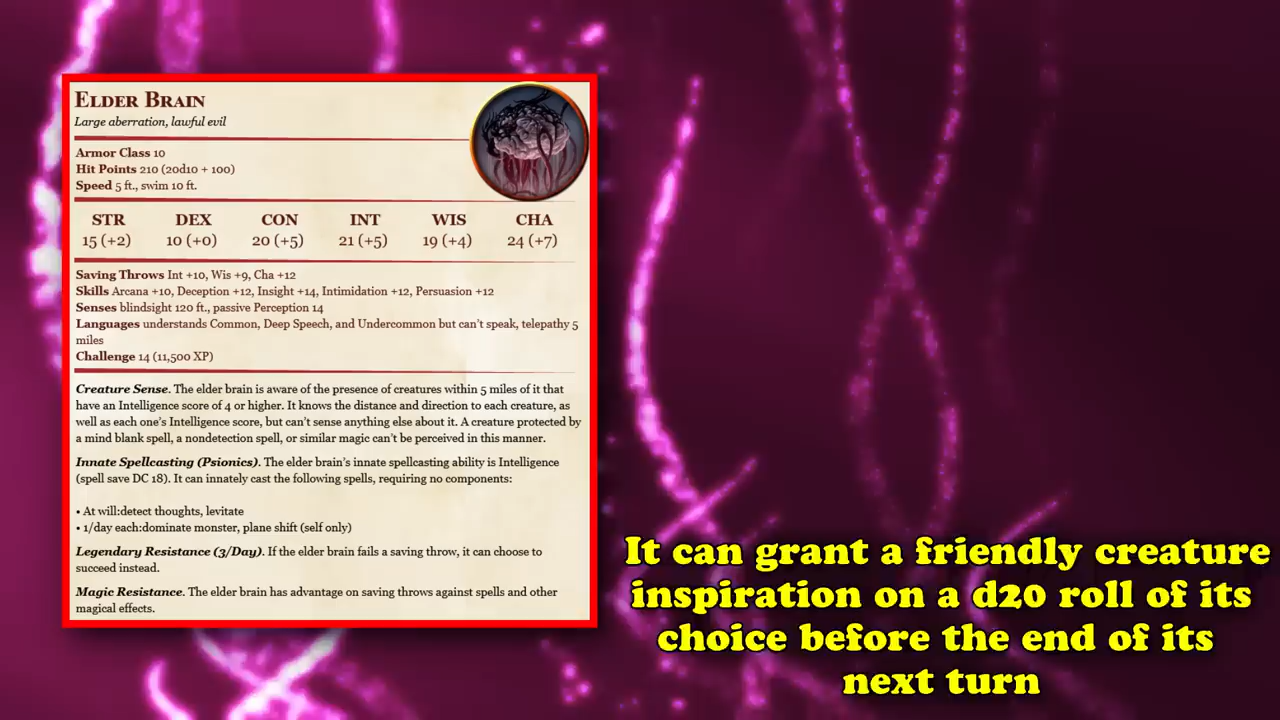 ELDER BRAIN
Large aberration, lawful evil
Armor Class 10
Hit Points 210 (20d10 + 100)
Speed 5 ft., swim 10 ft.
STR DEX CON INT WIS CHA
15 (+2) 10 (+0) 20 (+5) 21 (+5) 19 (+4) 24 (+7)
Saving Throws Int +10, Wis +9, Cha +12
Skills Arcana +10, Deception +12, Insight +14, Intimidation +12, Persuasion +12
Senses blindsight 120 ft., passive Perception 14
Languages understands Common, Deep Speech, and Undercommon but can't speak, telepathy 5
miles
Challenge 14 (11,500 XP)
Creature Sense. The elder brain is aware of the presence of creatures within 5 miles of it that
have an Intelligence score of 4 or higher. It knows the distance and direction to each creature, as
well as each one's Intelligence score, but can't sense anything else about it. A creature protected by
a mind blank spell, a nondetection spell, or similar magic can't be perceived in this manner.
Innate Spellcasting (Psionics). The elder brain's innate spellcasting ability is Intelligence
(spell save DC 18). It can innately cast the following spells, requiring no components:
• At will:detect thoughts, levitate
• 1/day each:dominate monster, plane shift (self only)
Legendary Resistance (3/Day). If the elder brain fails a saving throw, it can choose to
succeed instead.
Magic Resistance. The elder brain has advantage on saving throws against spells and other
magical effects.
It can grant a friendly creature
inspiration on a d20 roll of its
choice before the end of its
next turn